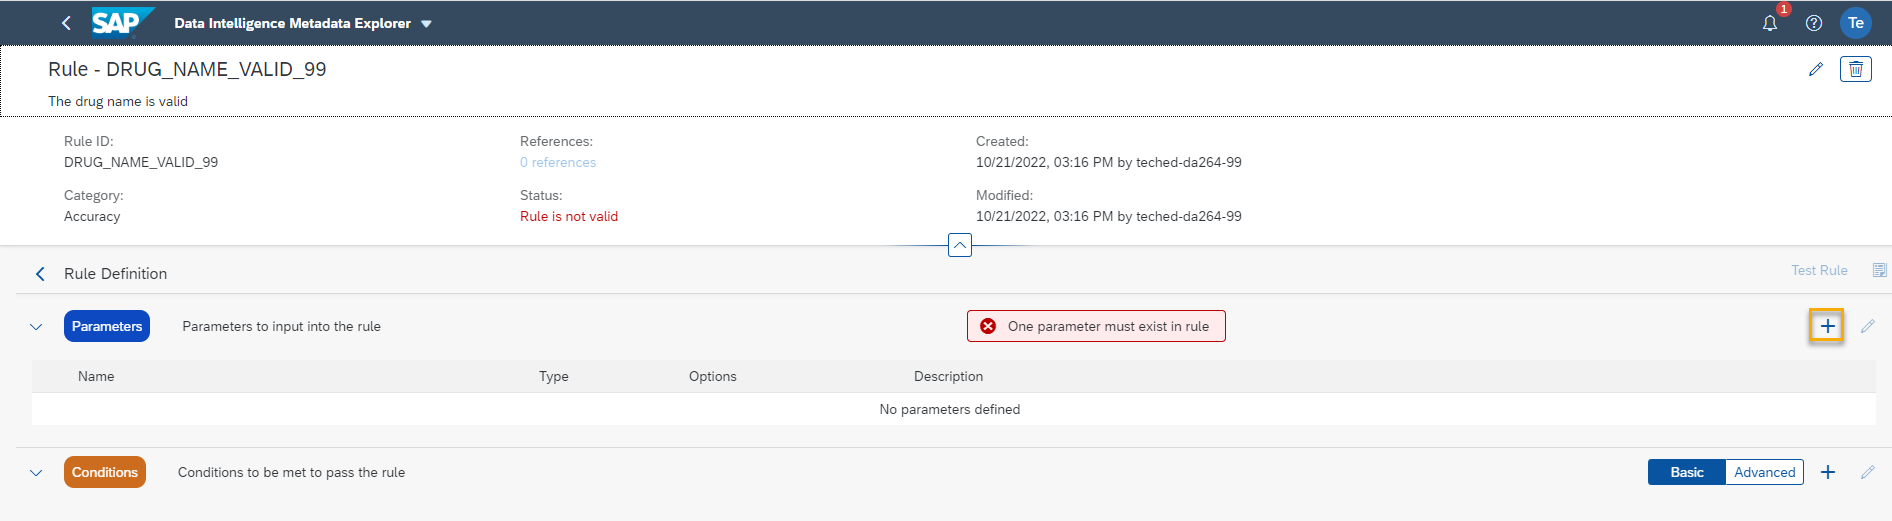 SAP Data Intelligence Metadata Explorer 1 Te
Rule - DRUG_NAME_VALID_99
The drug name is valid
Rule ID: References: Created:
DRUG_NAME_VALID_99 0 references 10/21/2022, 03:16 PM by teched-da264-99
Category: Status: Modified:
Accuracy Rule is not valid 10/21/2022, 03:16 PM by teched-da264-99
Rule Definition Test Rule
Parameters Parameters to input into the rule One parameter must exist in rule
Name Type Options Description
No parameters defined
Conditions Conditions to be met to pass the rule Basic Advanced